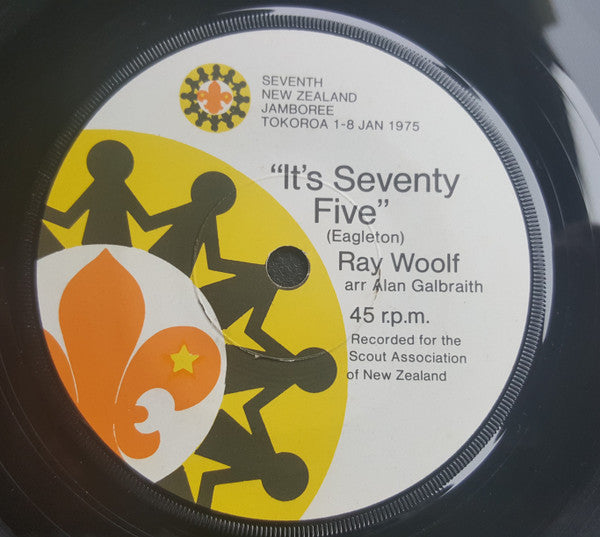 SEVENTH
NEW ZEALAND
JAMBOREE
TOKOROA 1-8 JAN 1975
"It's Seventy
Five"
(Eagleton)
Ray Woolf
arr Alan Galbraith
45 r.p.m.
Recorded for the
Scout Association
of New Zealand